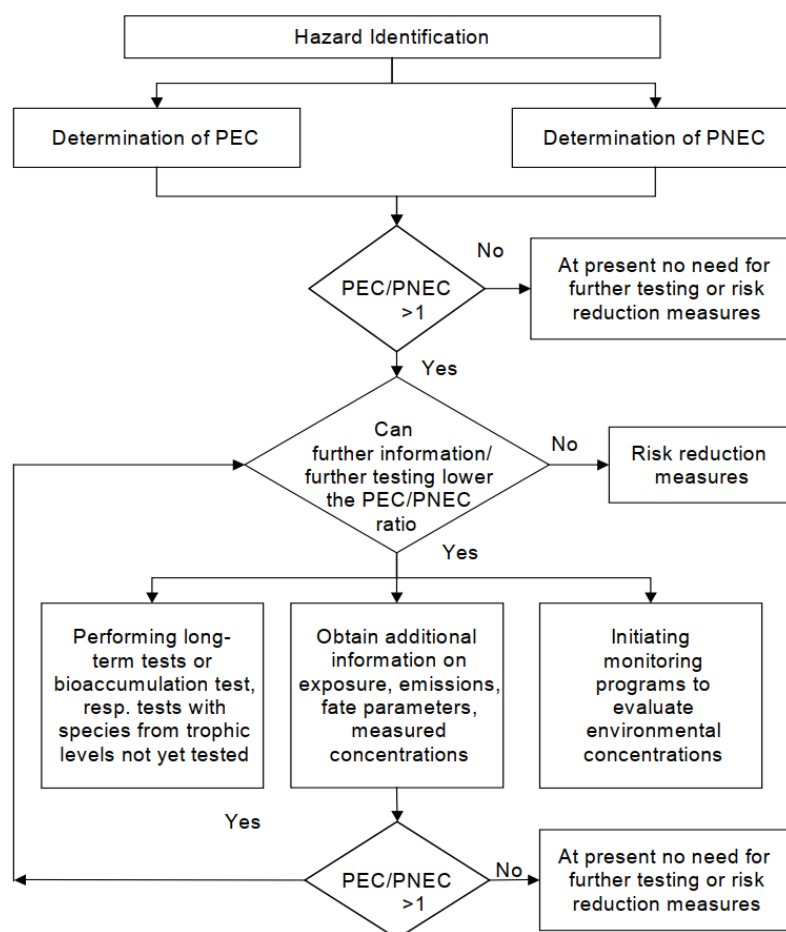 Hazard Identification
Determination of PEC
Determination of PNEC
No
PEC/PNEC
>1
At present no need for
further testing or risk
reduction measures
Yes
Can
further information/
further testing lower
the PEC/PNEC
ratio
No
Risk reduction
measures
Yes
Performing long-
term tests or
bioaccumulation test,
resp. tests with
species from trophic
levels not yet tested
Obtain additional
information on
exposure, emissions,
fate parameters,
measured
concentrations
Initiating
monitoring
programs to
evaluate
environmental
concentrations
Yes
PEC/PNEC
>1
No
At present no need for
further testing or risk
reduction measures